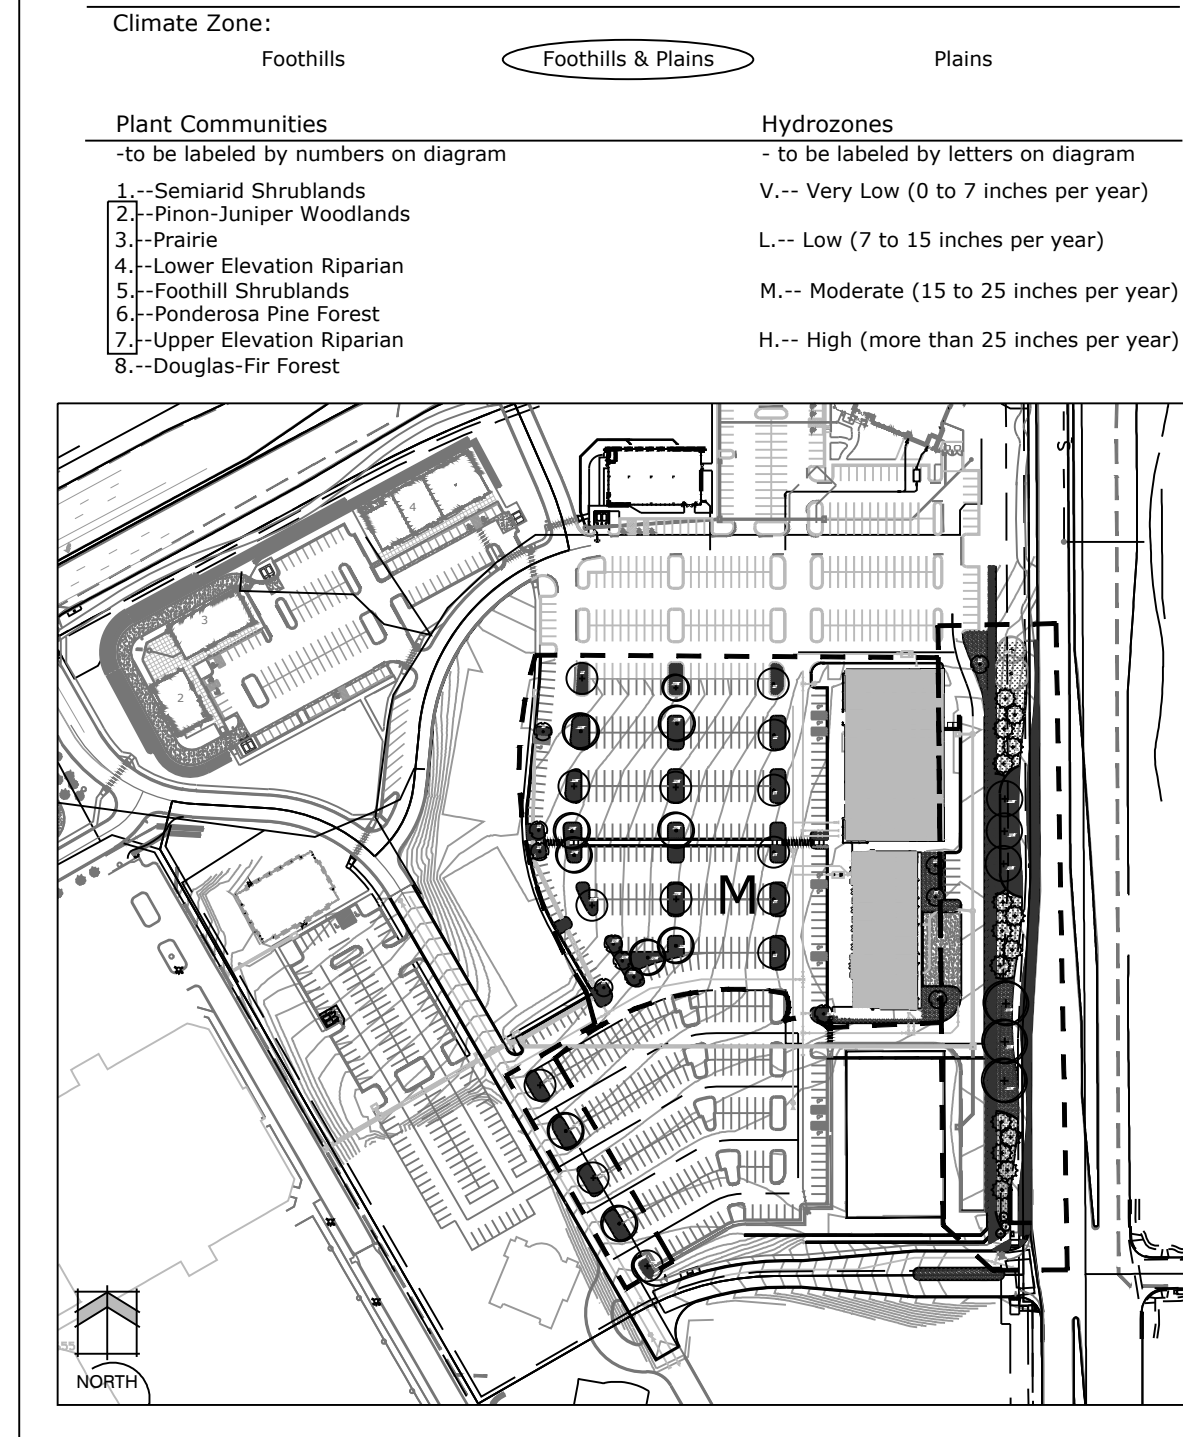 Climate Zone:
Foothills Foothills & Plains Plains
Plant Communities Hydrozones
-to be labeled by numbers on diagram - to be labeled by letters on diagram
1.--Semiarid Shrublands V.-- Very Low (0 to 7 inches per year)
2.--Pinon-Juniper Woodlands
3.--Prairie L.-- Low (7 to 15 inches per year)
4.--Lower Elevation Riparian
5.--Foothill Shrublands M.-- Moderate (15 to 25 inches per year)
6.--Ponderosa Pine Forest
7.--Upper Elevation Riparian H.-- High (more than 25 inches per year)
8.--Douglas-Fir Forest
S
4
3
2
M
NORTH